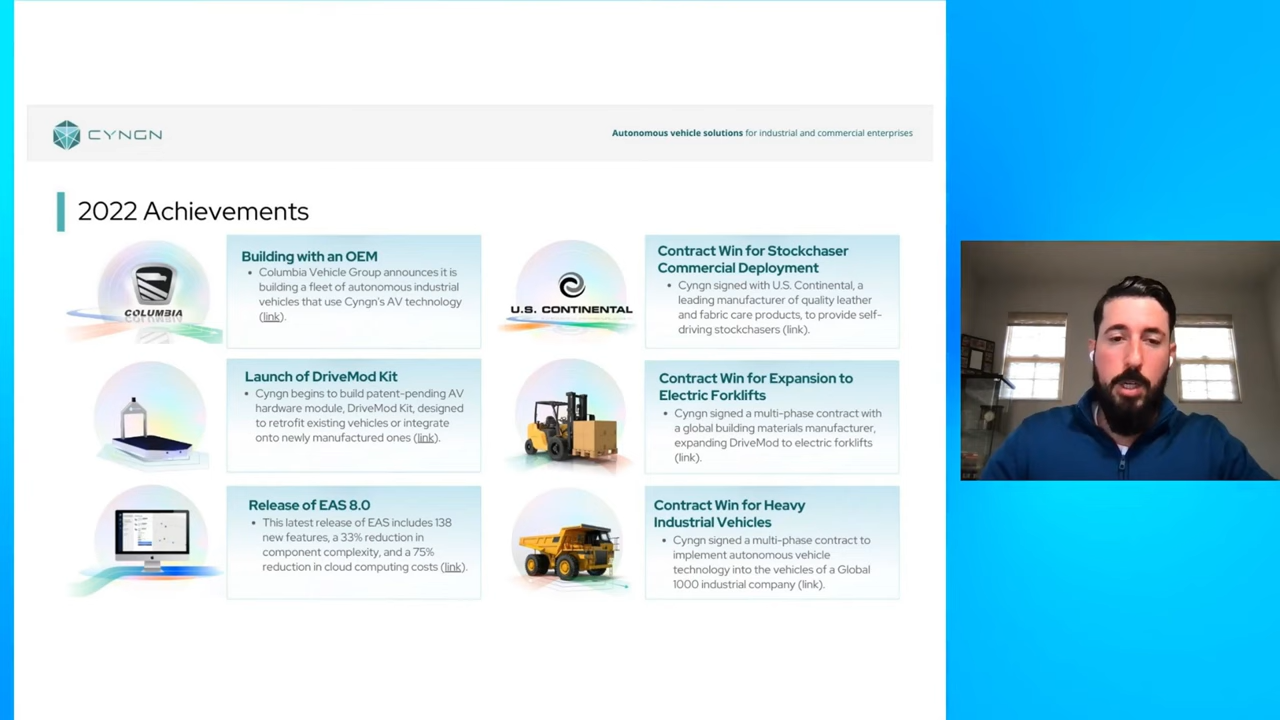 CYNGN
Autonomous vehicle solutions for industrial and commercial enterprises
2022 Achievements
COLUMBIA
Building with an OEM
• Columbia Vehicle Group announces it is
building a fleet of autonomous industrial
vehicles that use Cyngn's AV technology
(link).
U.S. CONTINENTAL
Contract Win for Stockchaser
Commercial Deployment
• Cyngn signed with U.S. Continental, a
leading manufacturer of quality leather
and fabric care products, to provide self-
driving stockchasers (link).
Launch of DriveMod Kit
• Cyngn begins to build patent-pending AV
hardware module, DriveMod Kit, designed
to retrofit existing vehicles or integrate
onto newly manufactured ones (link).
Contract Win for Expansion to
Electric Forklifts
• Cyngn signed a multi-phase contract with
a global building materials manufacturer,
expanding DriveMod to electric forklifts
(link).
Release of EAS 8.0
• This latest release of EAS includes 138
new features, a 33% reduction in
component complexity, and a 75%
reduction in cloud computing costs (link).
Contract Win for Heavy
Industrial Vehicles
• Cyngn signed a multi-phase contract to
implement autonomous vehicle
technology into the vehicles of a Global
1000 industrial company (link).